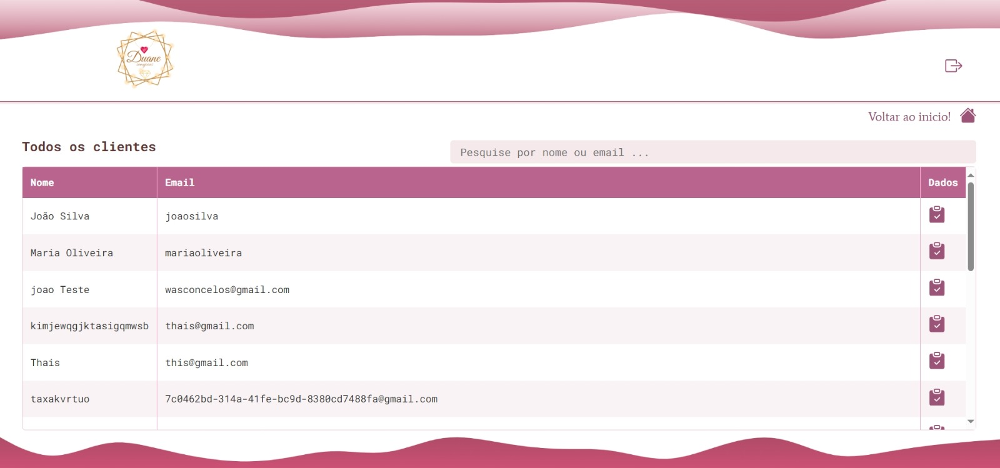 Duane
Voltar ao inicio!
Todos os clientes
Pesquise por nome ou email ...
Nome Email Dados
João Silva joaosilva
Maria Oliveira mariaoliveira
joao Teste wasconcelos@gmail.com
kimjewqgjktasigqmwsb thais@gmail.com
Thais this@gmail.com
taxakvrtuo 7c0462bd-314a-41fe-bc9d-8380cd7488fa@gmail.com